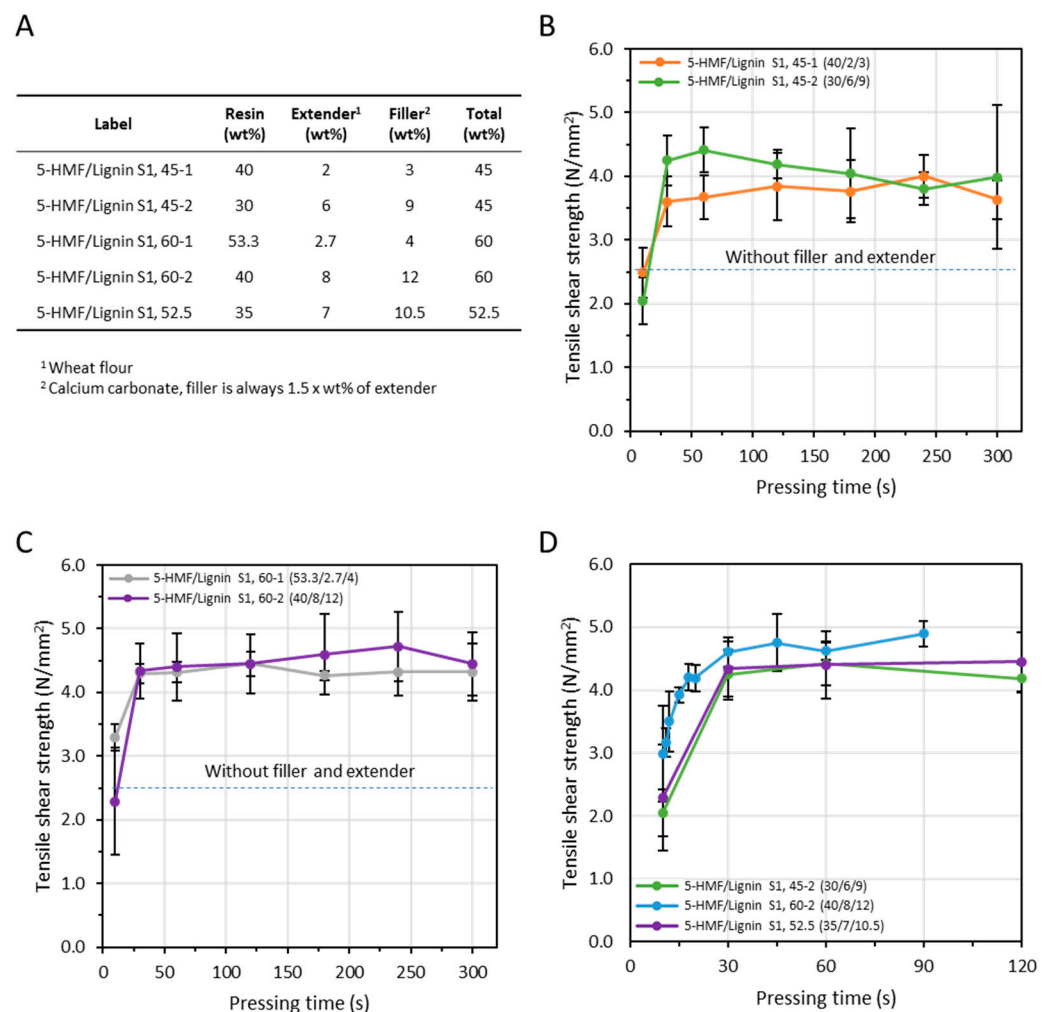 A
Label Resin (wt%) Extender1 (wt%) Filler2 (wt%) Total (wt%)
5-HMF/Lignin S1, 45-1 40 2 3 45
5-HMF/Lignin S1, 45-2 30 6 9 45
5-HMF/Lignin S1, 60-1 53.3 2.7 4 60
5-HMF/Lignin S1, 60-2 40 8 12 60
5-HMF/Lignin S1, 52.5 35 7 10.5 52.5
1 Wheat flour
2 Calcium carbonate, filler is always 1.5 x wt% of extender
B
Tensile shear strength (N/mm2)
6.0
5.0
4.0
3.0
2.0
1.0
0.0
5-HMF/Lignin S1, 45-1 (40/2/3)
5-HMF/Lignin S1, 45-2 (30/6/9)
Without filler and extender
0 50 100 150 200 250 300
Pressing time (s)
C
Tensile shear strength (N/mm2)
6.0
5.0
4.0
3.0
2.0
1.0
0.0
5-HMF/Lignin S1, 60-1 (53.3/2.7/4)
5-HMF/Lignin S1, 60-2 (40/8/12)
Without filler and extender
0 50 100 150 200 250 300
Pressing time (s)
D
Tensile shear strength (N/mm2)
6.0
5.0
4.0
3.0
2.0
1.0
0.0
5-HMF/Lignin S1, 45-2 (30/6/9)
5-HMF/Lignin S1, 60-2 (40/8/12)
5-HMF/Lignin S1, 52.5 (35/7/10.5)
0 30 60 90 120
Pressing time (s)